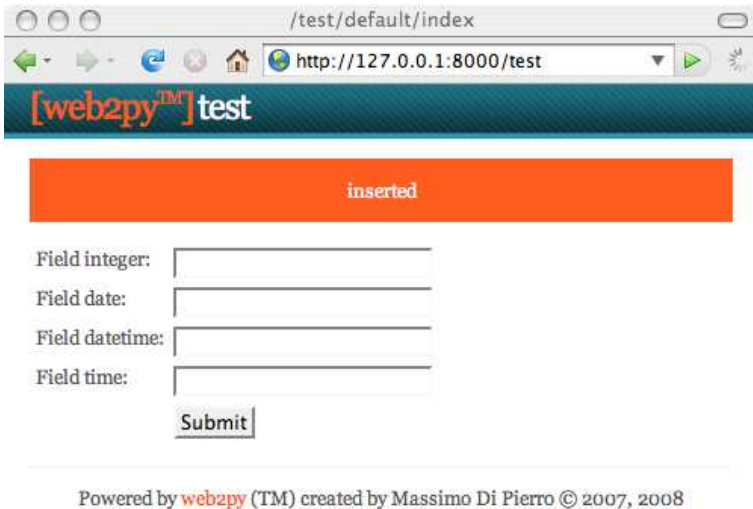 /test/default/index
http://127.0.0.1:8000/test
[web2py™] test
inserted
Field integer:
Field date:
Field datetime:
Field time:
Submit
Powered by web2py (TM) created by Massimo Di Pierro © 2007, 2008